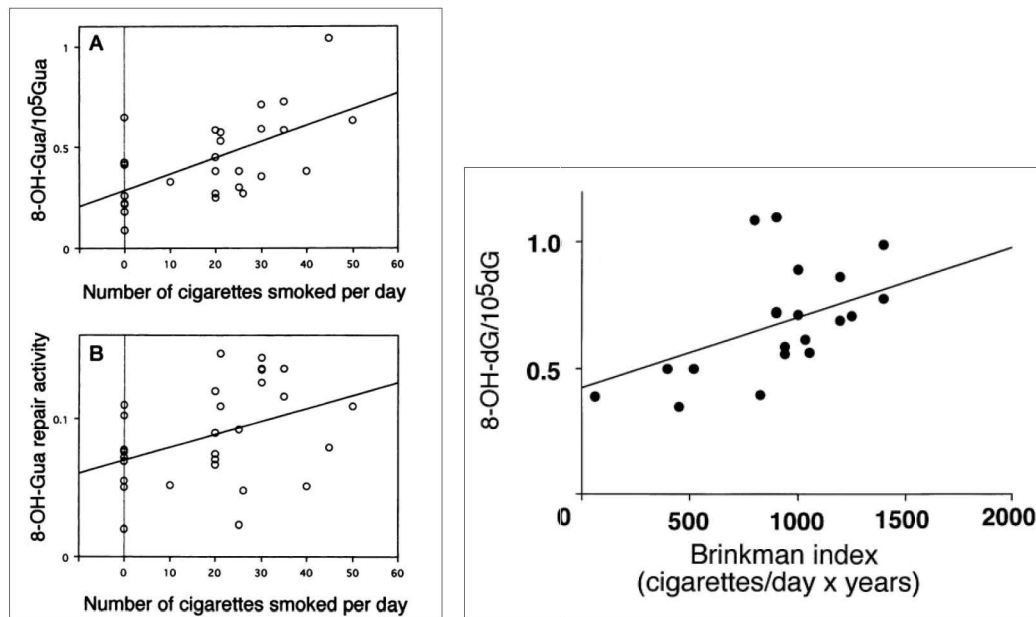 A
8-OH-Gua/10⁵Gua
1
0.5
0
0 10 20 30 40 50 60
Number of cigarettes smoked per day
B
8-OH-Gua repair activity
0.1
0
0 10 20 30 40 50 60
Number of cigarettes smoked per day
8-OH-dG/10⁵dG
1.0
0.5
0 500 1000 1500 2000
Brinkman index
(cigarettes/day x years)